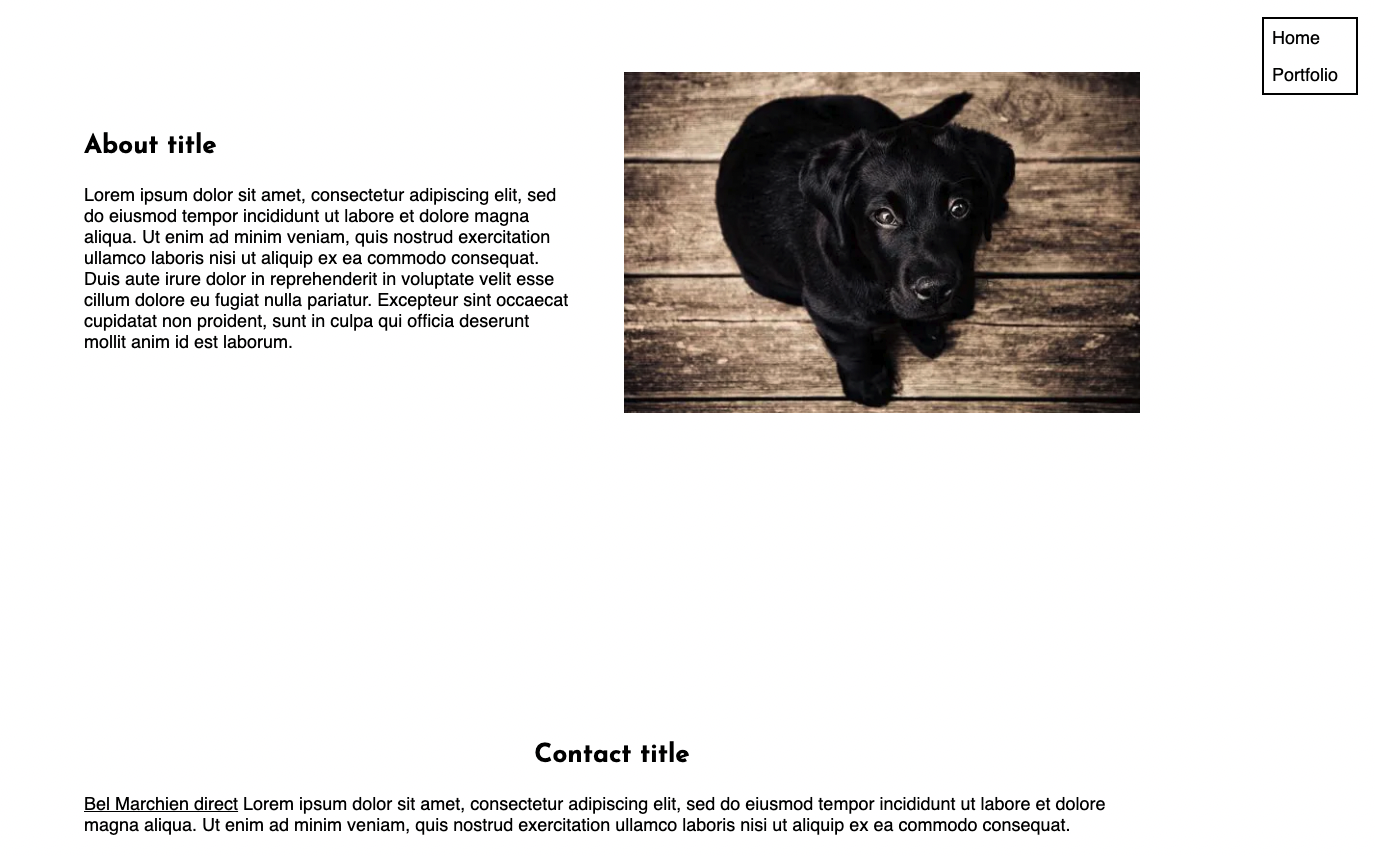 Home
Portfolio
About title
Lorem ipsum dolor sit amet, consectetur adipiscing elit, sed
do eiusmod tempor incididunt ut labore et dolore magna
aliqua. Ut enim ad minim veniam, quis nostrud exercitation
ullamco laboris nisi ut aliquip ex ea commodo consequat.
Duis aute irure dolor in reprehenderit in voluptate velit esse
cillum dolore eu fugiat nulla pariatur. Excepteur sint occaecat
cupidatat non proident, sunt in culpa qui officia deserunt
mollit anim id est laborum.
Contact title
Bel Marchien direct Lorem ipsum dolor sit amet, consectetur adipiscing elit, sed do eiusmod tempor incididunt ut labore et dolore
magna aliqua. Ut enim ad minim veniam, quis nostrud exercitation ullamco laboris nisi ut aliquip ex ea commodo consequat.